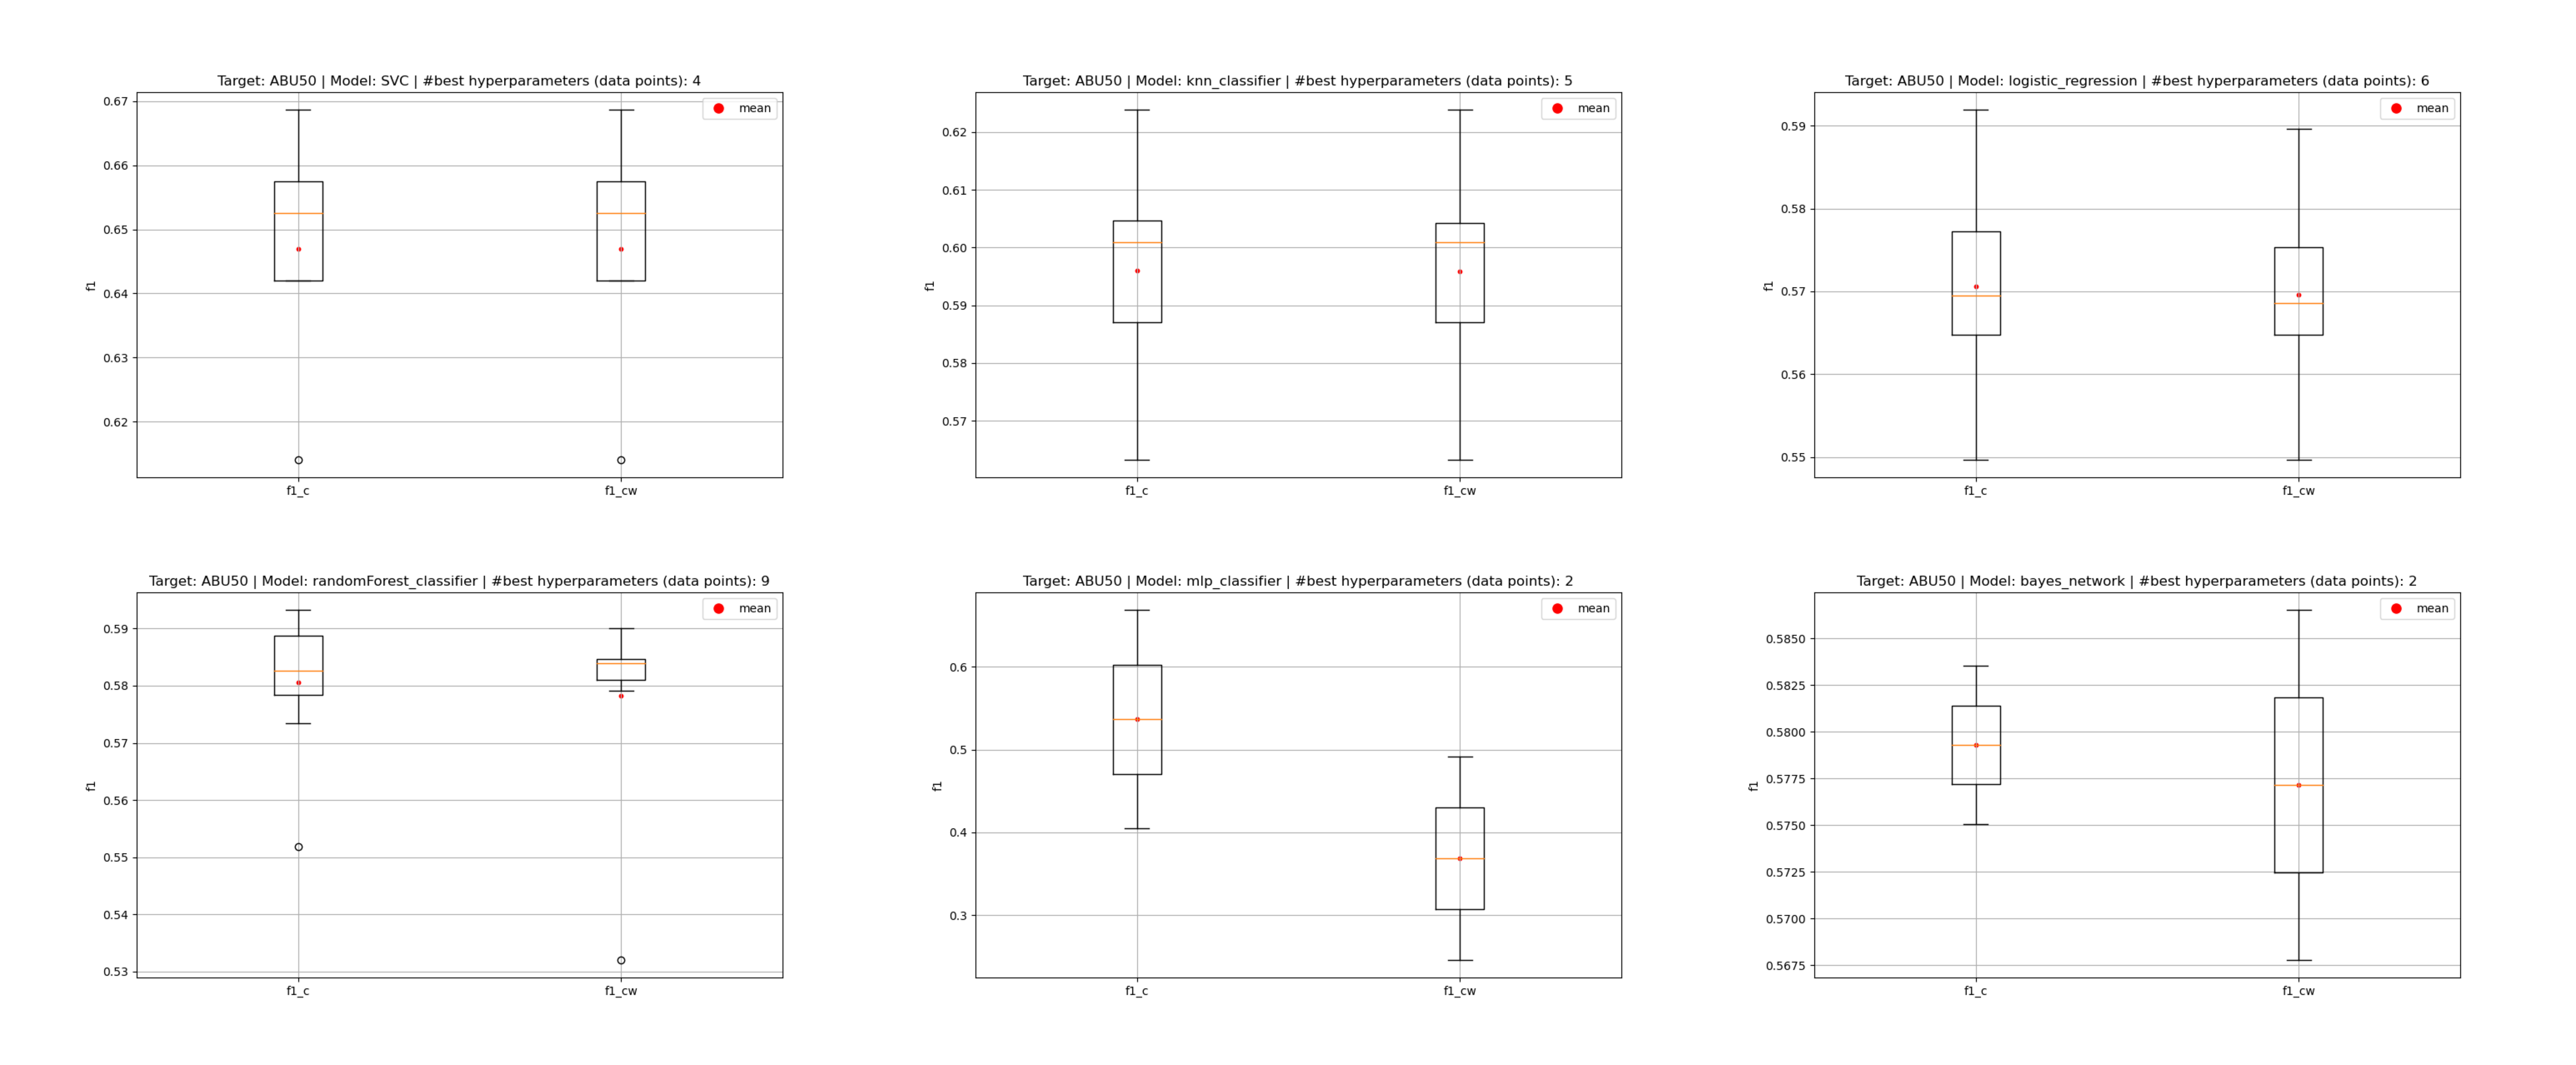 Target: ABU50 | Model: SVC | #best hyperparameters (data points): 4
mean
0.67
0.66
0.65
0.64
0.63
0.62
f1
f1_c
f1_cw
Target: ABU50 | Model: knn_classifier | #best hyperparameters (data points): 5
mean
0.62
0.61
0.60
0.59
0.58
0.57
f1
f1_c
f1_cw
Target: ABU50 | Model: logistic_regression | #best hyperparameters (data points): 6
mean
0.59
0.58
0.57
0.56
0.55
f1
f1_c
f1_cw
Target: ABU50 | Model: randomForest_classifier | #best hyperparameters (data points): 9
mean
0.59
0.58
0.57
0.56
0.55
0.54
0.53
f1
f1_c
f1_cw
Target: ABU50 | Model: mlp_classifier | #best hyperparameters (data points): 2
mean
0.6
0.5
0.4
0.3
f1
f1_c
f1_cw
Target: ABU50 | Model: bayes_network | #best hyperparameters (data points): 2
mean
0.5850
0.5825
0.5800
0.5775
0.5750
0.5725
0.5700
0.5675
f1
f1_c
f1_cw